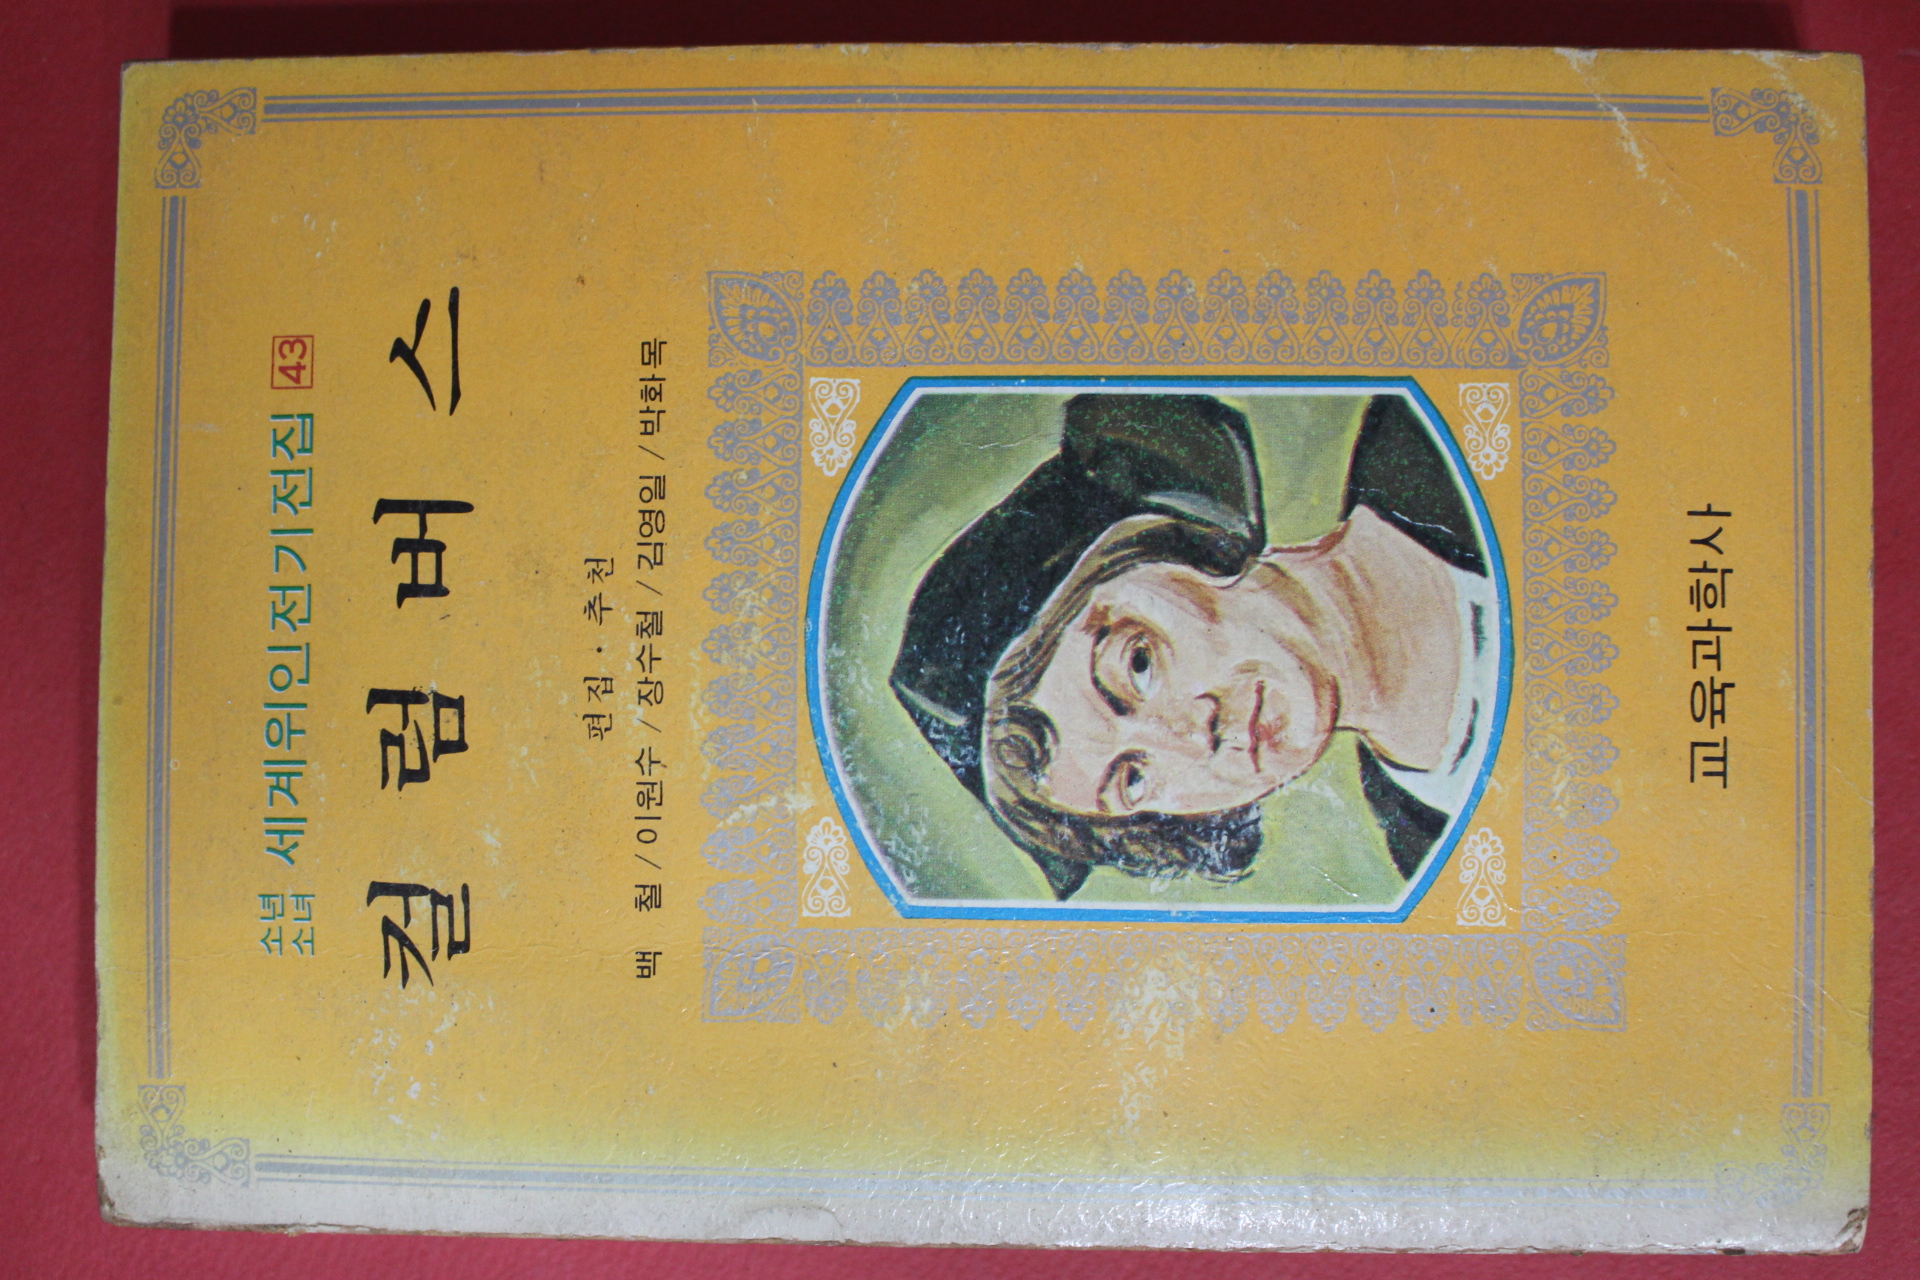 소년
소녀 세계위인전기전집 43
컬럼버스
편집·추천
백 철/이원수/장수철/김영일/박화목
교육과학사